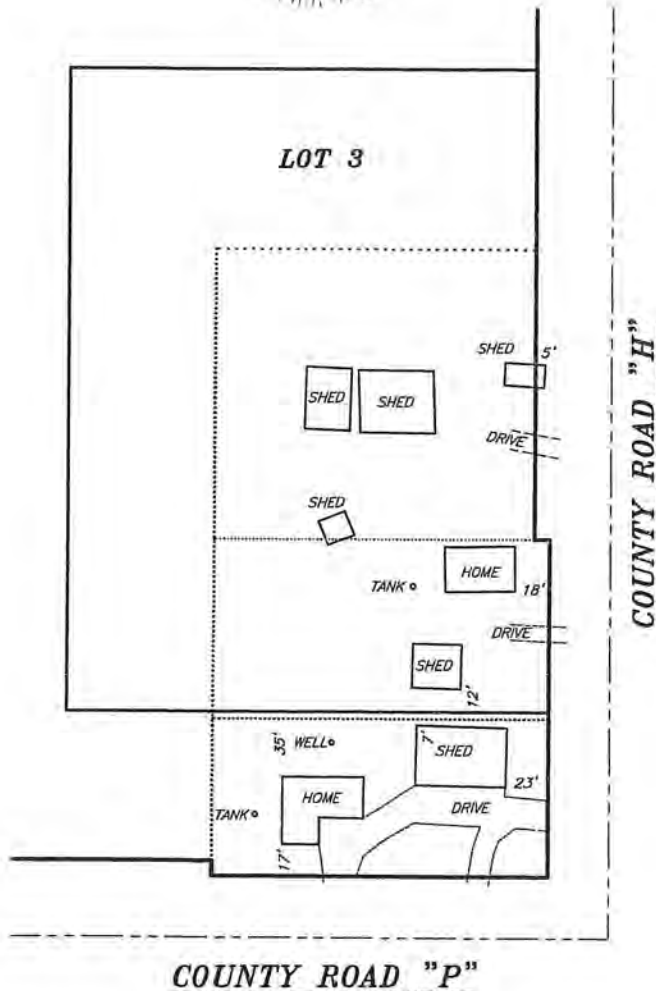 LOT 3
SHED 5'
SHED
SHED
DRIVE
SHED
HOME
TANK
18'
DRIVE
SHED
12'
35'
WELL
7'
SHED
23'
HOME
DRIVE
TANK
17'
COUNTY ROAD "H"
COUNTY ROAD "P"